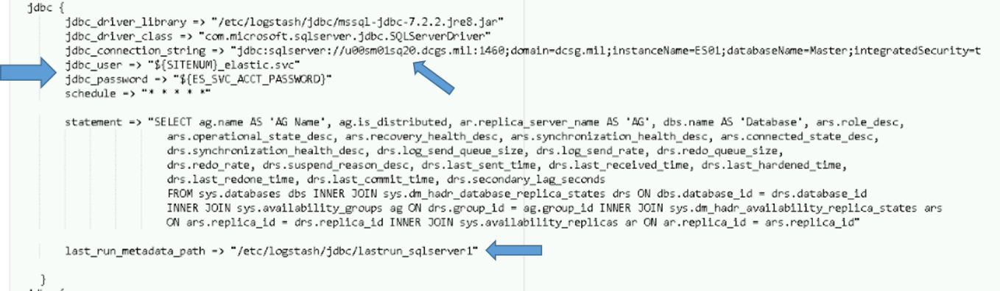 jdbc {
jdbc_driver_library => "/etc/logstash/jdbc/mssql-jdbc-7.2.2.jre8.jar"
jdbc_driver_class => "com.microsoft.sqlserver.jdbc.SQLServerDriver"
jdbc_connection_string => "jdbc:sqlserver://u00sm01sq20.dcgs.mil:1460;domain=dcsg.mil;instanceName=ES01;databaseName=Master;integratedSecurity=t
jdbc_user => "${SITENUM}_elastic.svc"
jdbc_password => "${ES_SVC_ACCT_PASSWORD}"
schedule => "* * * * *"
statement => "SELECT ag.name AS 'AG Name', ag.is_distributed, ar.replica_server_name AS 'AG', dbs.name AS 'Database', ars.role_desc,
ars.operational_state_desc, ars.recovery_health_desc, ars.synchronization_health_desc, ars.connected_state_desc,
drs.synchronization_health_desc, drs.log_send_queue_size, drs.log_send_rate, drs.redo_queue_size,
drs.redo_rate, drs.suspend_reason_desc, drs.last_sent_time, drs.last_received_time, drs.last_hardened_time,
drs.last_redone_time, drs.last_commit_time, drs.secondary_lag_seconds
FROM sys.databases dbs INNER JOIN sys.dm_hadr_database_replica_states drs ON dbs.database_id = drs.database_id
INNER JOIN sys.availability_groups ag ON drs.group_id = ag.group_id INNER JOIN sys.dm_hadr_availability_replica_states ars
ON ars.replica_id = drs.replica_id INNER JOIN sys.availability_replicas ar ON ar.replica_id = ars.replica_id"
last_run_metadata_path => "/etc/logstash/jdbc/lastrun_sqlserver1"
}